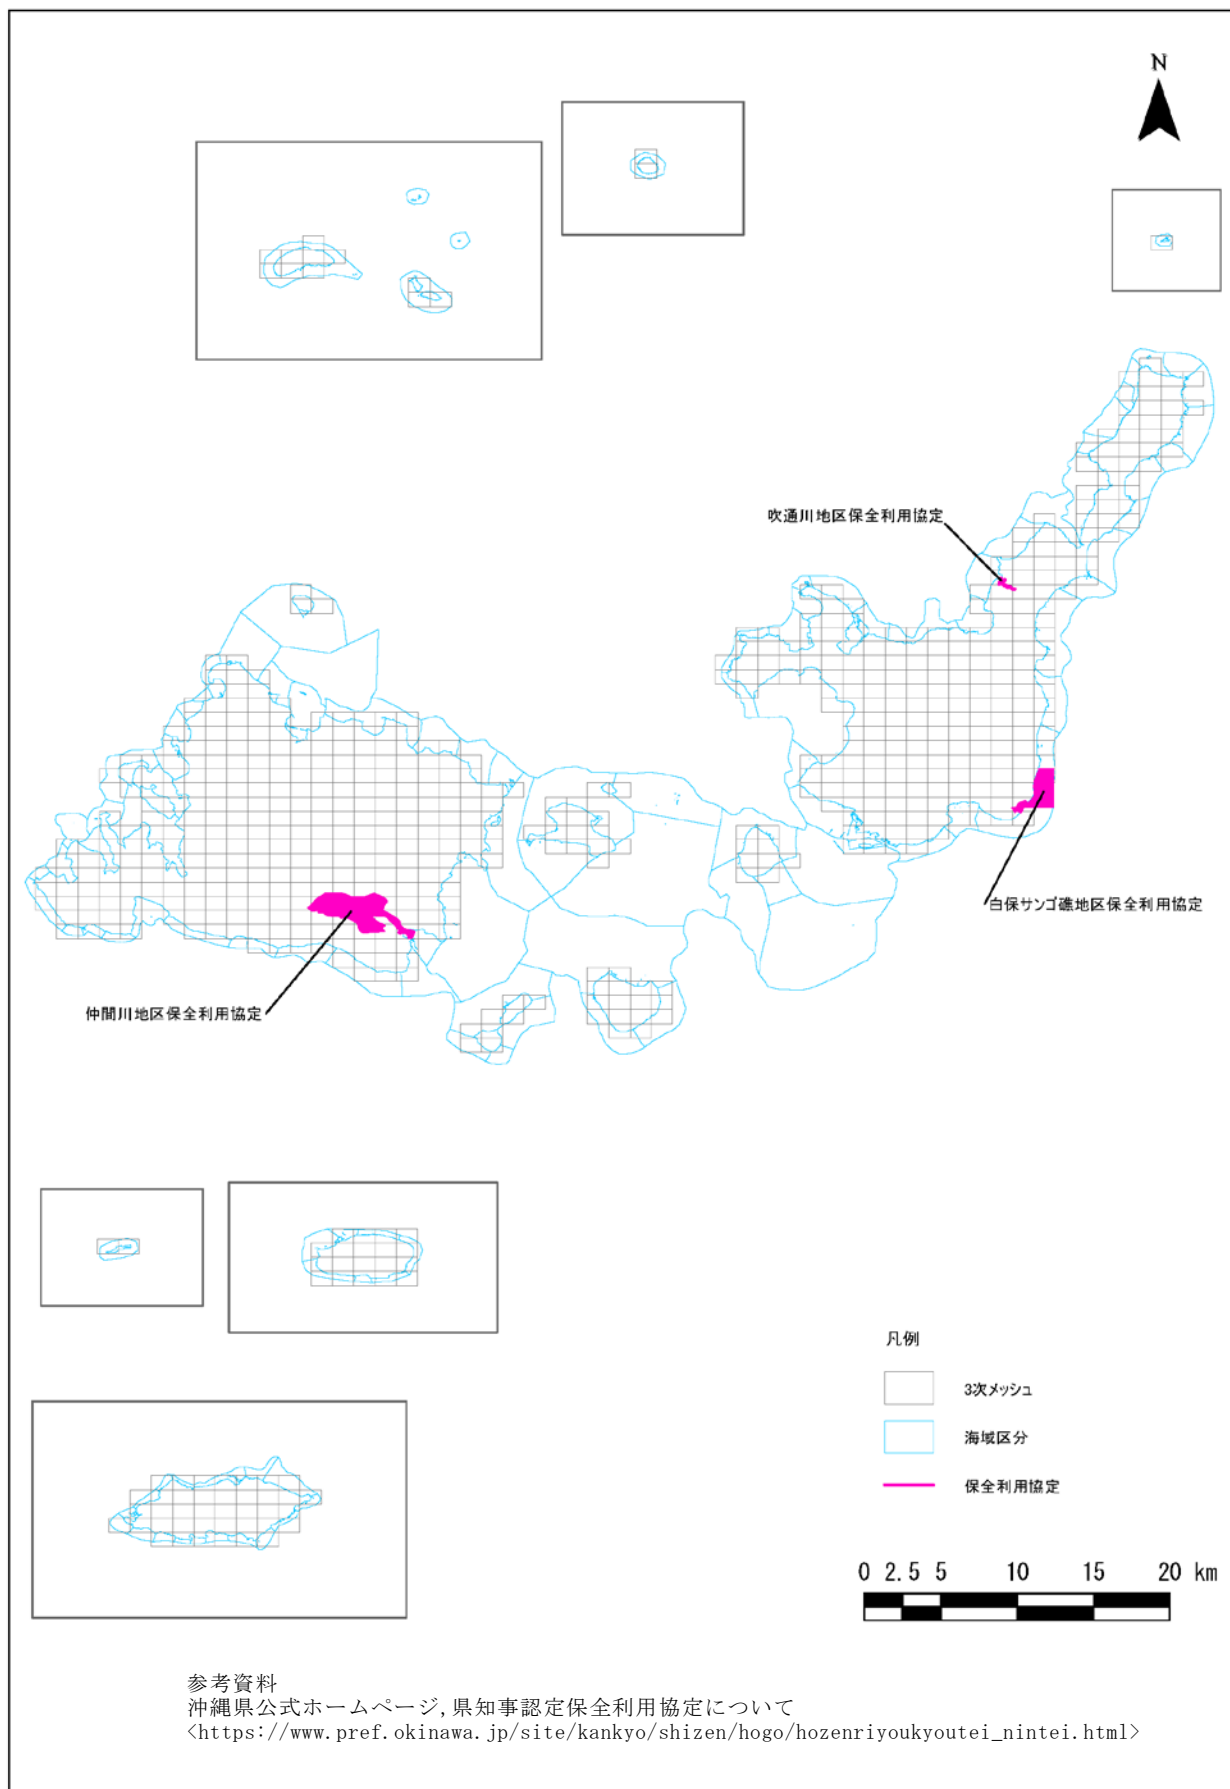 N
吹通川地区保全利用協定
白保サンゴ礁地区保全利用協定
仲間川地区保全利用協定
凡例
3次メッシュ
海域区分
保全利用協定
0 2.5 5 10 15 20 km
参考資料
沖縄県公式ホームページ,県知事認定保全利用協定について
<https://www.pref.okinawa.jp/site/kankyo/shizen/hogo/hozenriyoukyoutei_nintei.html>